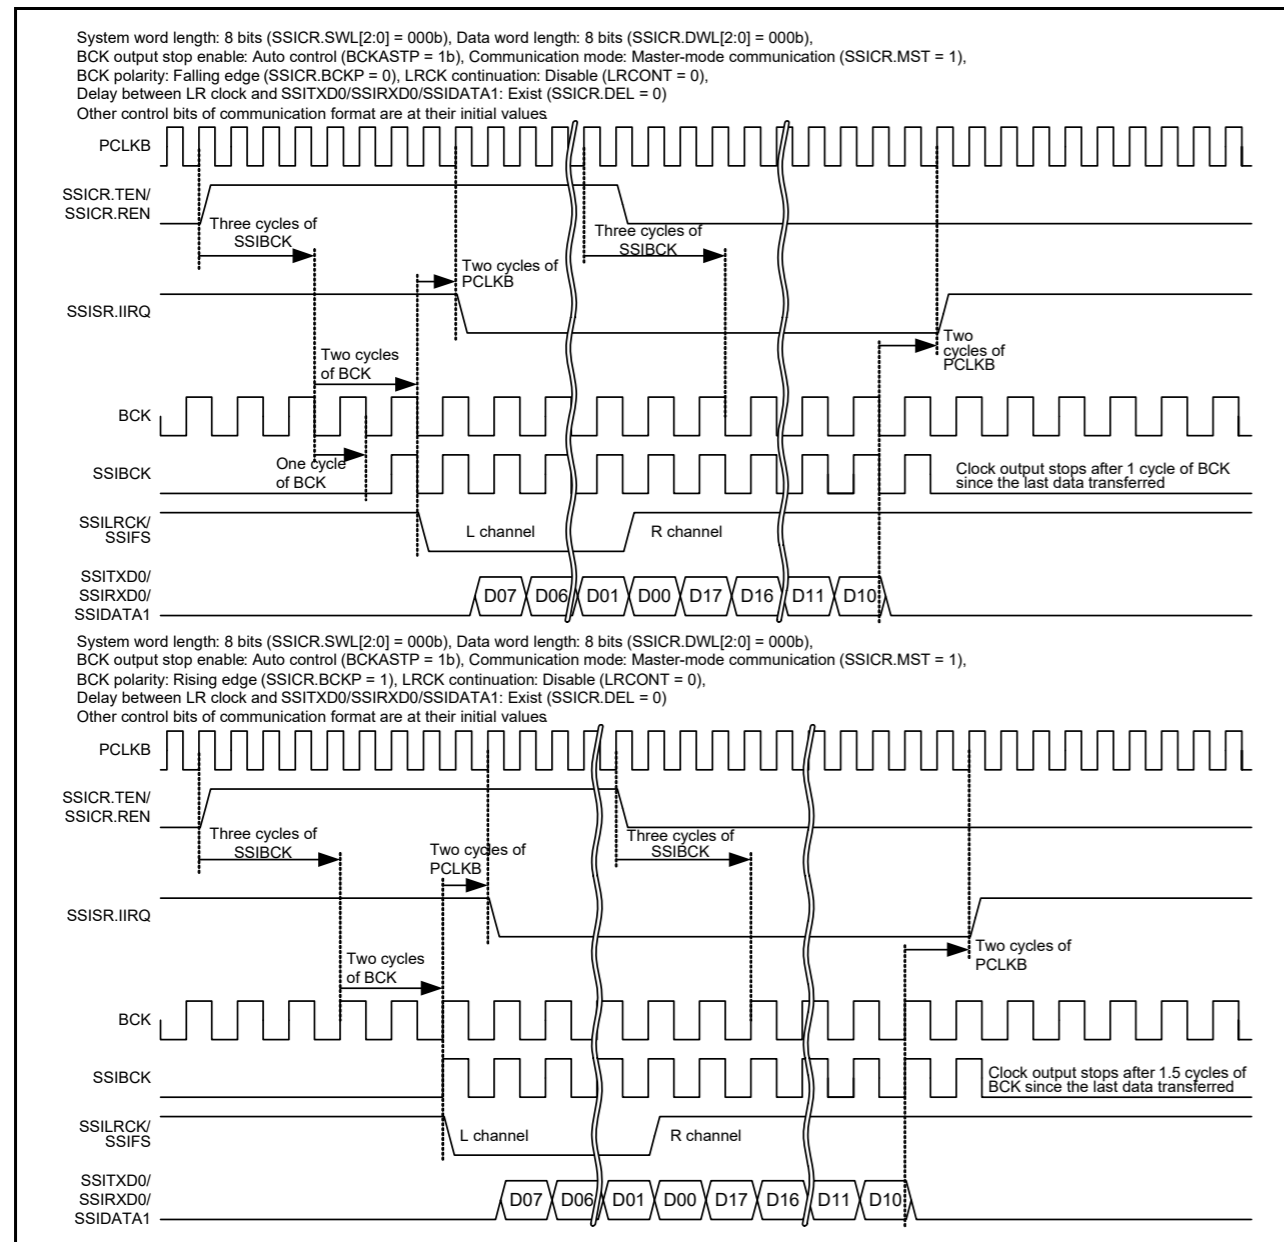 System word length: 8 bits (SSICR.SWL[2:0] = 000b), Data word length: 8 bits (SSICR.DWL[2:0] = 000b),
BCK output stop enable: Auto control (BCKASTP = 1b), Communication mode: Master-mode communication (SSICR.MST = 1),
BCK polarity: Falling edge (SSICR.BCKP = 0), LRCK continuation: Disable (LRCONT = 0),
Delay between LR clock and SSITXD0/SSIRXD0/SSIDATA1: Exist (SSICR.DEL = 0)
Other control bits of communication format are at their initial values.
PCLKB
SSICR.TEN/
SSICR.REN
Three cycles of
SSIBCK
Three cycles of
SSIBCK
Two cycles of
PCLKB
SSISR.IIRQ
Two
cycles of
PCLKB
Two cycles
of BCK
BCK
One cycle
of BCK
SSIBCK
Clock output stops after 1 cycle of BCK
since the last data transferred
SSILRCK/
SSIFS
L channel
R channel
SSITXD0/
SSIRXD0/
SSIDATA1
D07 D06 D01 D00 D17 D16 D11 D10
System word length: 8 bits (SSICR.SWL[2:0] = 000b), Data word length: 8 bits (SSICR.DWL[2:0] = 000b),
BCK output stop enable: Auto control (BCKASTP = 1b), Communication mode: Master-mode communication (SSICR.MST = 1),
BCK polarity: Rising edge (SSICR.BCKP = 1), LRCK continuation: Disable (LRCONT = 0),
Delay between LR clock and SSITXD0/SSIRXD0/SSIDATA1: Exist (SSICR.DEL = 0)
Other control bits of communication format are at their initial values.
PCLKB
SSICR.TEN/
SSICR.REN
Three cycles of
SSIBCK
Two cycles of
PCLKB
Three cycles of
SSIBCK
SSISR.IIRQ
Two cycles of
PCLKB
Two cycles
of BCK
BCK
SSIBCK
Clock output stops after 1.5 cycles of
BCK since the last data transferred
SSILRCK/
SSIFS
L channel
R channel
SSITXD0/
SSIRXD0/
SSIDATA1
D07 D06 D01 D00 D17 D16 D11 D10